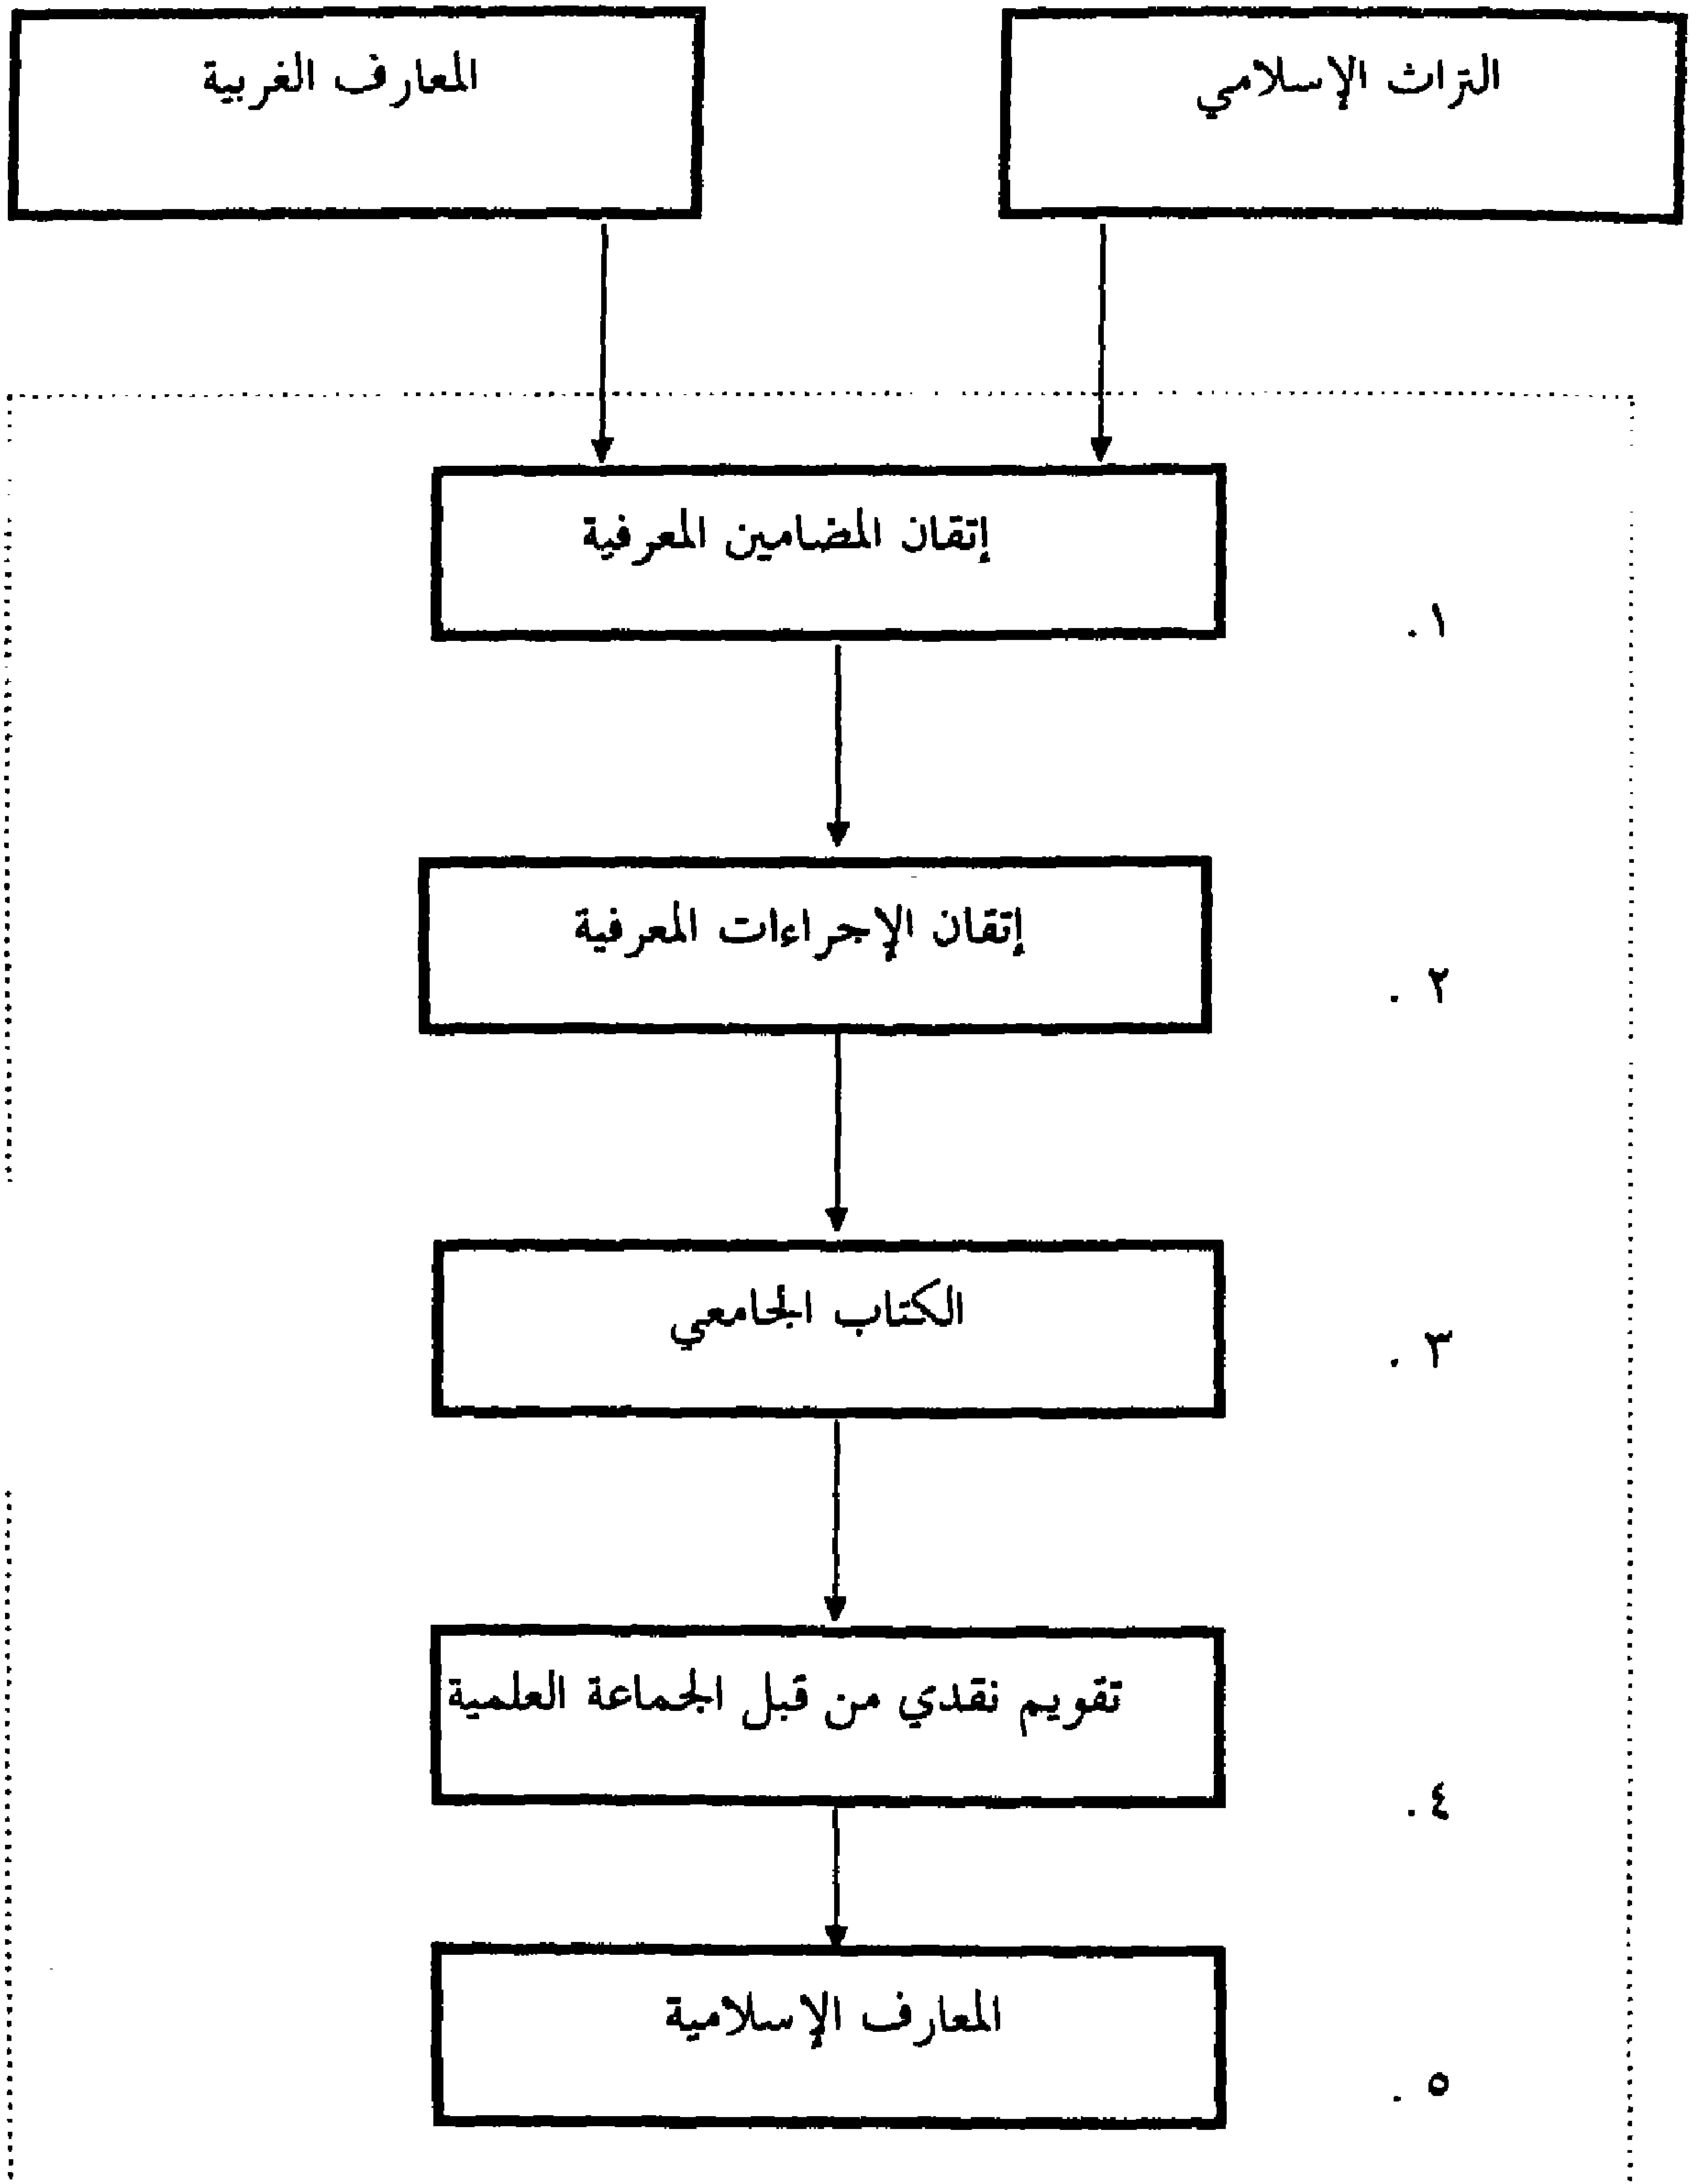 التراث الإسلامي
المعارف الغربية
إتقان المضامين المعرفية
١.
إتقان الإجراءات المعرفية
٢ .
الكتاب الجامعي
٣ .
تقويم نقدي من قبل الجماعة العلمية
٤.
المعارف الإسلامية
٥ .